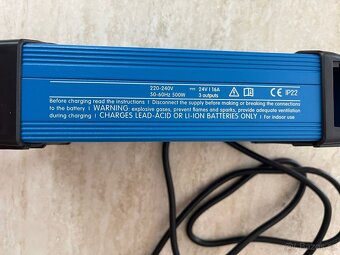 220-240V ⎓ 24V | 16A
50-60Hz 500W 3 outputs CE IP22
Before charging read the instructions | Disconnect the supply before making or breaking the connections
to the battery | WARNING: explosive gases, prevent flames and sparks, provide adequate ventilation
during charging | CHARGES LEAD-ACID OR LI-ION BATTERIES ONLY | For indoor use